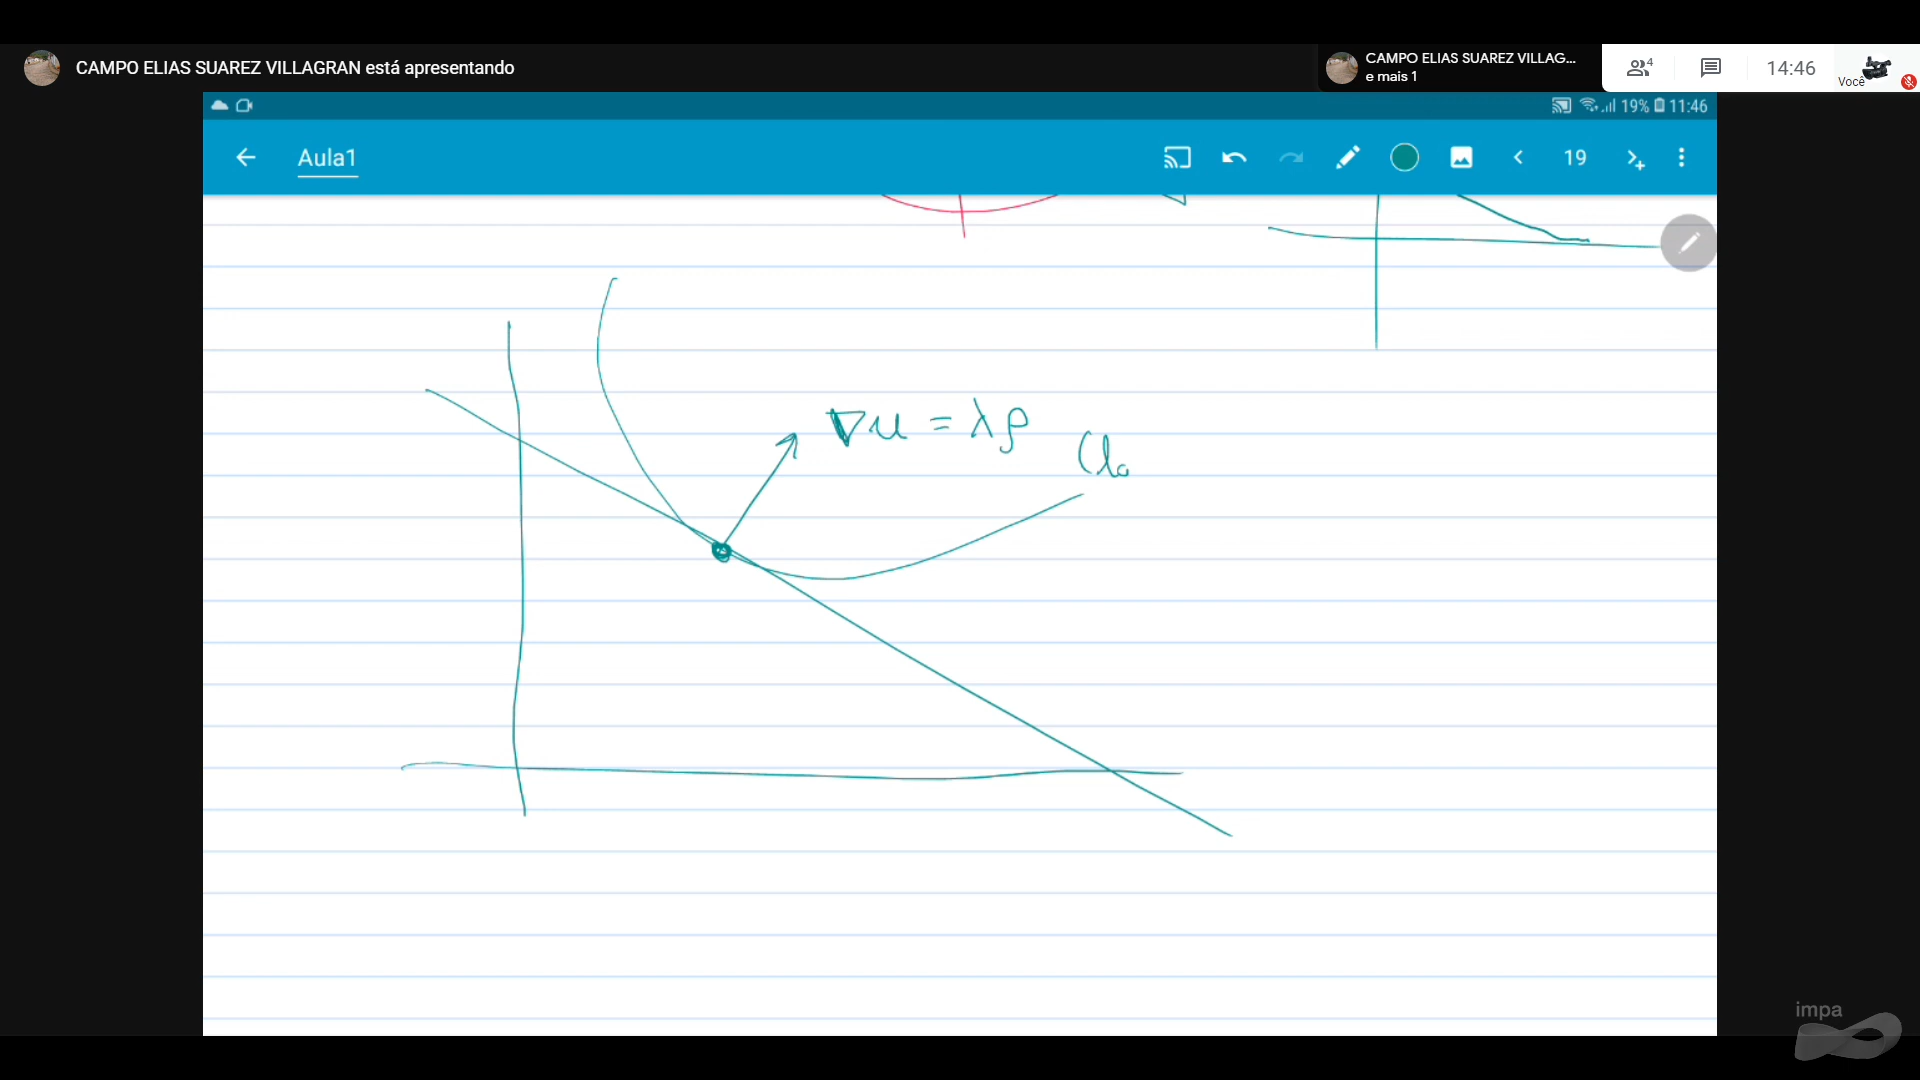 CAMPO ELIAS SUAREZ VILLAGRAN está apresentando
CAMPO ELIAS SUAREZ VILLAG...
e mais 1
4
14:46
Você
19% 11:46
Aula1
19
∇u = λp
impa